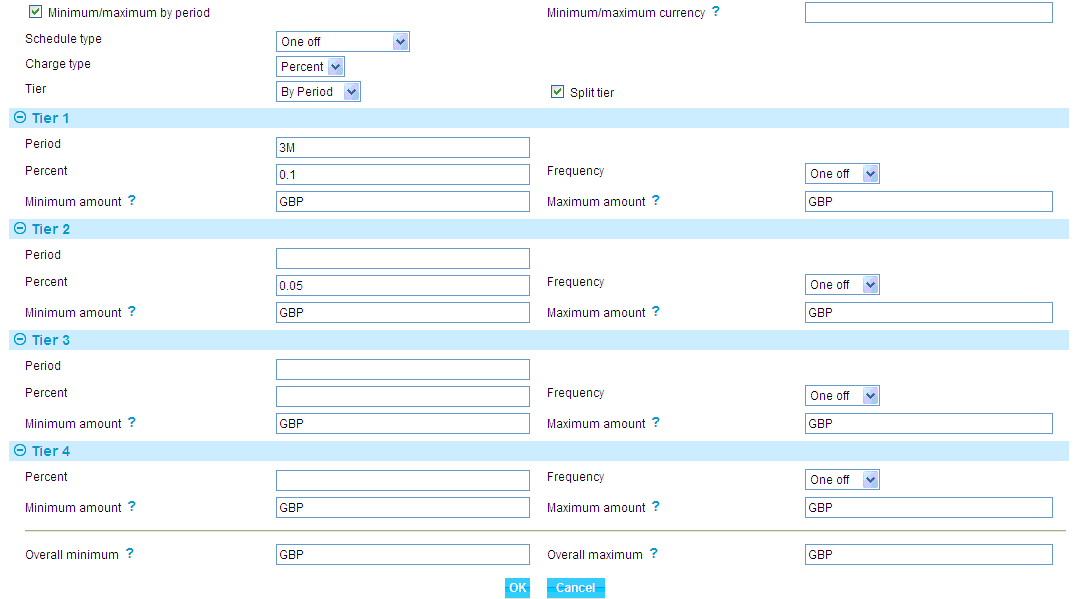 Minimum/maximum by period Minimum/maximum currency ?
Schedule type One off
Charge type Percent
Tier By Period Split tier
Tier 1
Period 3M
Percent 0.1 Frequency One off
Minimum amount ? GBP Maximum amount ? GBP
Tier 2
Period
Percent 0.05 Frequency One off
Minimum amount ? GBP Maximum amount ? GBP
Tier 3
Period
Percent Frequency One off
Minimum amount ? GBP Maximum amount ? GBP
Tier 4
Percent Frequency One off
Minimum amount ? GBP Maximum amount ? GBP
Overall minimum ? GBP Overall maximum ? GBP
OK Cancel